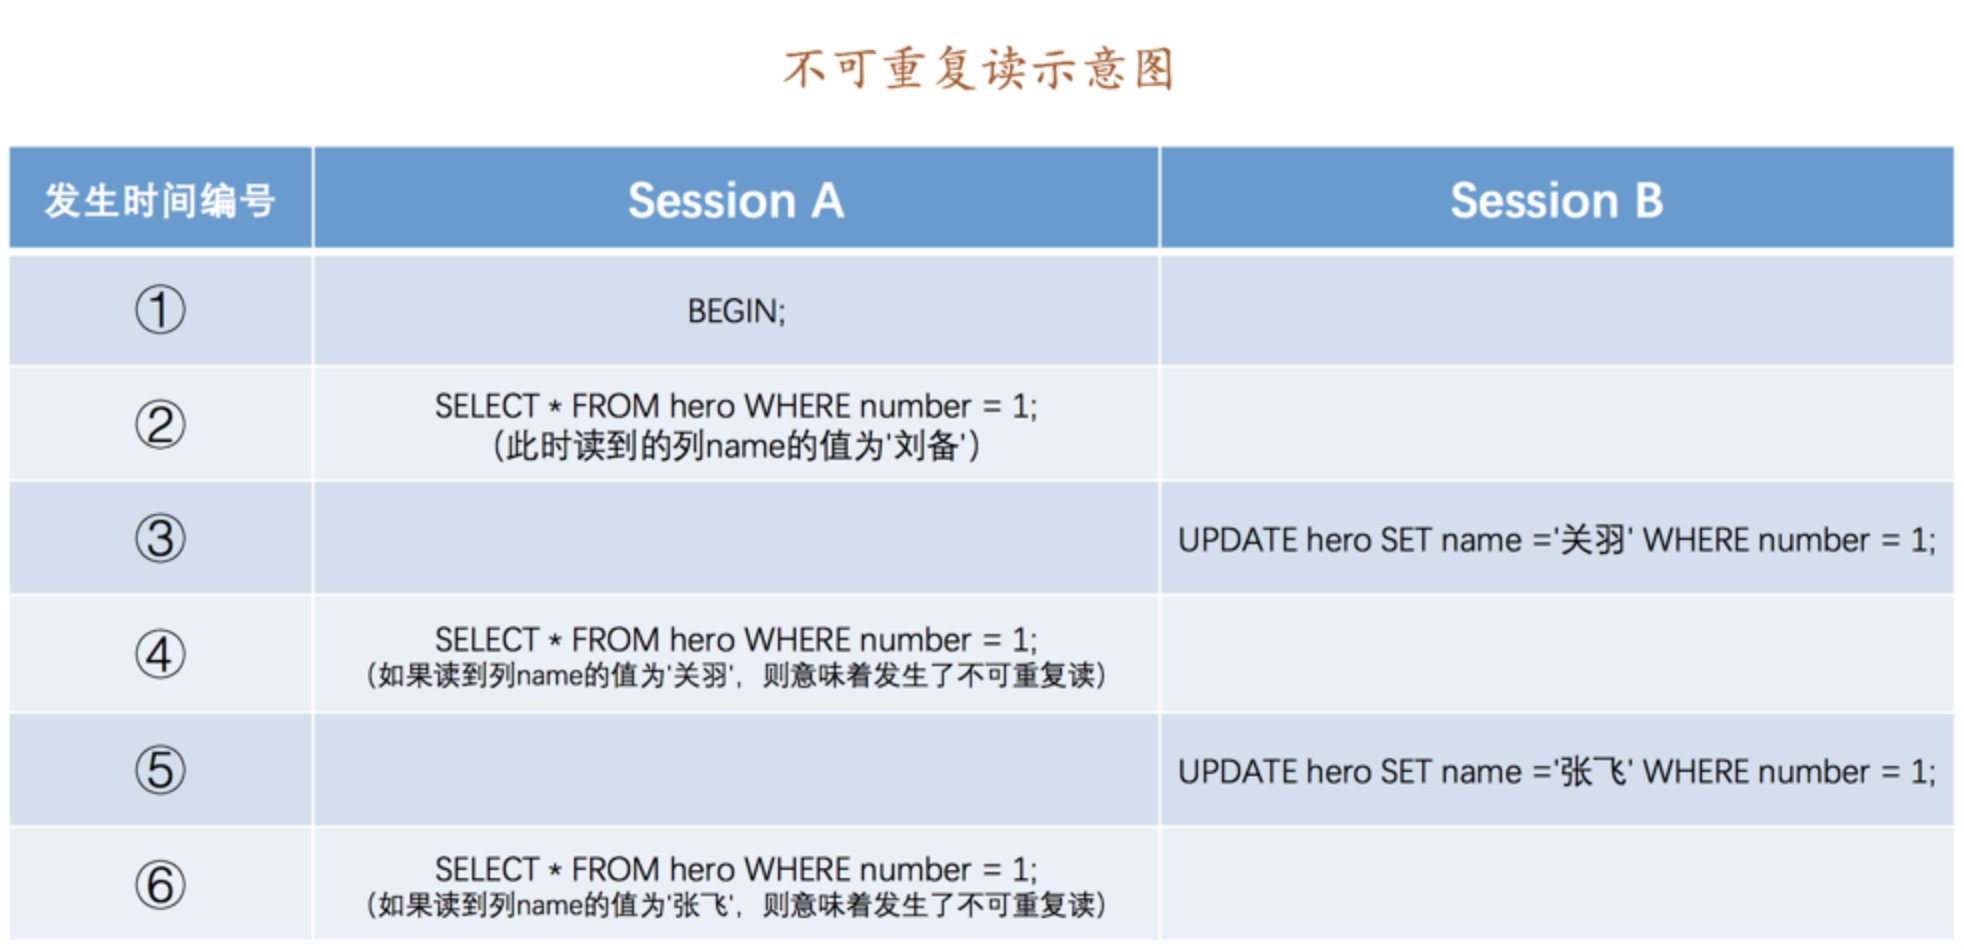 不可重复读示意图
发生时间编号 Session A Session B
① BEGIN;
② SELECT * FROM hero WHERE number = 1;
（此时读到的列name的值为'刘备'）
③ UPDATE hero SET name ='关羽' WHERE number = 1;
④ SELECT * FROM hero WHERE number = 1;
（如果读到列name的值为'关羽'，则意味着发生了不可重复读）
⑤ UPDATE hero SET name ='张飞' WHERE number = 1;
⑥ SELECT * FROM hero WHERE number = 1;
（如果读到列name的值为'张飞'，则意味着发生了不可重复读）